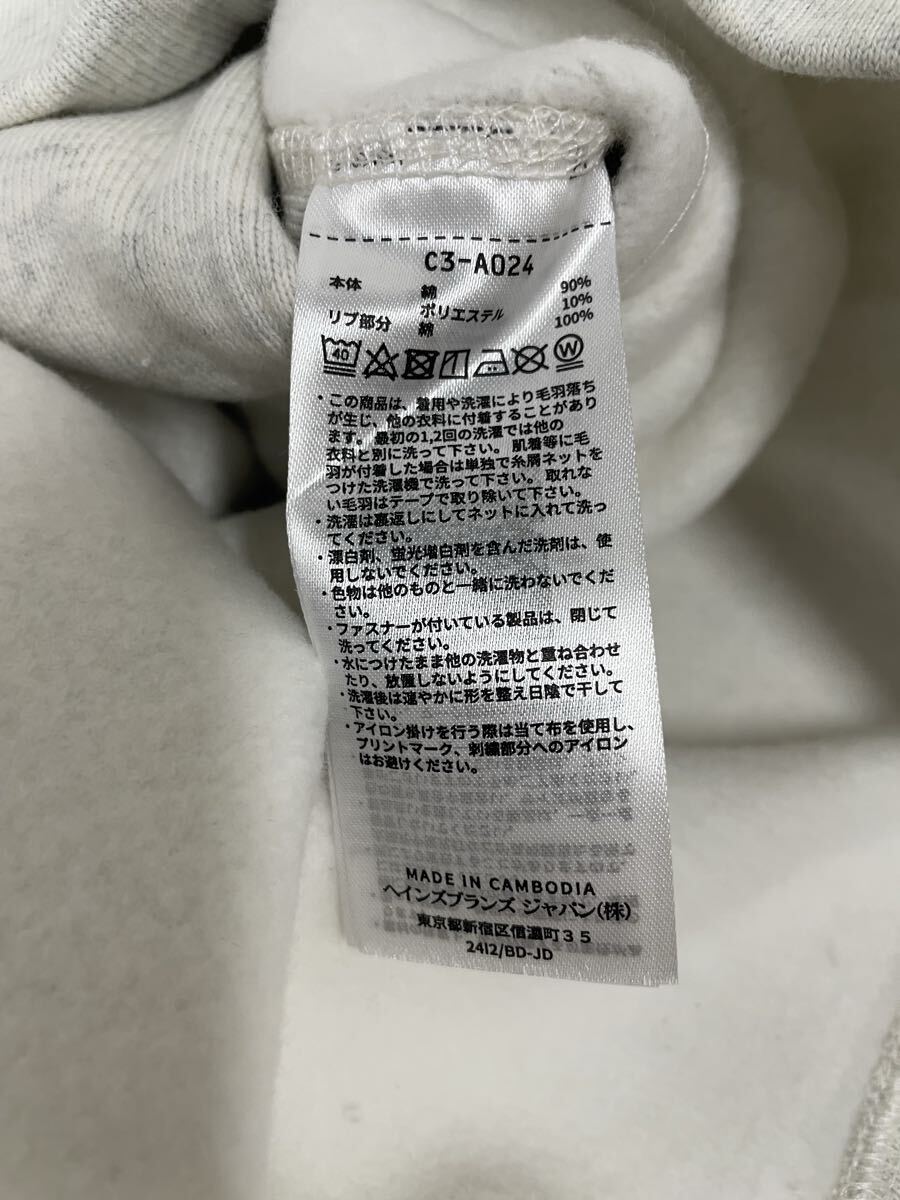 C3-A024
本体 綿 90%
ポリエステル 10%
リブ部分 綿 100%
40 W
・この商品は、着用や洗濯により毛羽落ち
が生じ、他の衣料に付着することがあり
ます。最初の1,2回の洗濯では他の
衣料と別に洗って下さい。肌着等に毛
羽が付着した場合は単独で糸屑ネットを
つけた洗濯機で洗って下さい。取れな
い毛羽はテープで取り除いて下さい。
・洗濯は裏返しにしてネットに入れて洗っ
てください。
・漂白剤、蛍光増白剤を含んだ洗剤は、使
用しないでください。
・色物は他のものと一緒に洗わないでくだ
さい。
・ファスナーが付いている製品は、閉じて
洗ってください。
・水につけたまま他の洗濯物と重ね合わせ
たり、放置しないようにしてください。
・洗濯後は速やかに形を整え日陰で干して
下さい。
・アイロン掛けを行う際は当て布を使用し、
プリントマーク、刺繍部分へのアイロン
はお避けください。
MADE IN CAMBODIA
ヘインズブランズ ジャパン(株)
東京都新宿区信濃町35
2412/BD-JD